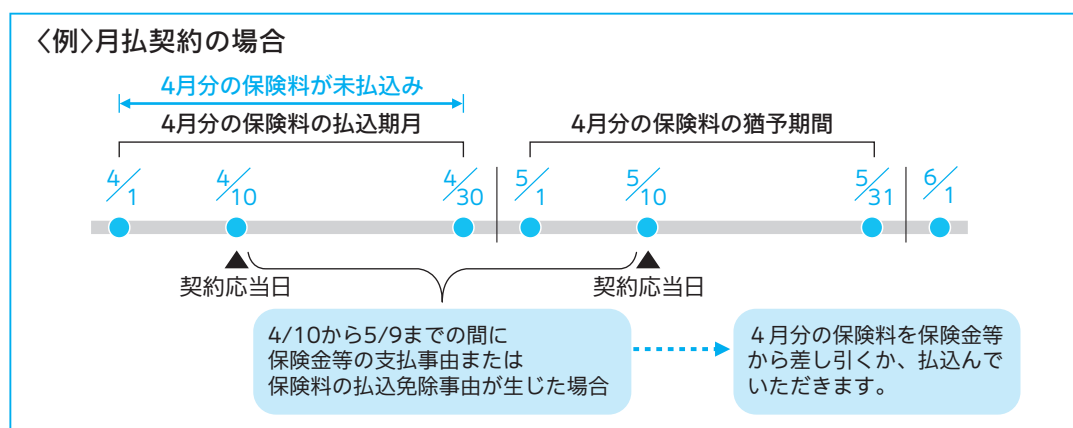 〈例〉月払契約の場合
4月分の保険料が未払込み
4月分の保険料の払込期月
4月分の保険料の猶予期間
4/1
4/10
4/30
5/1
5/10
5/31
6/1
契約応当日
契約応当日
4/10から5/9までの間に
保険金等の支払事由または
保険料の払込免除事由が生じた場合
4月分の保険料を保険金等
から差し引くか、払込んで
いただきます。